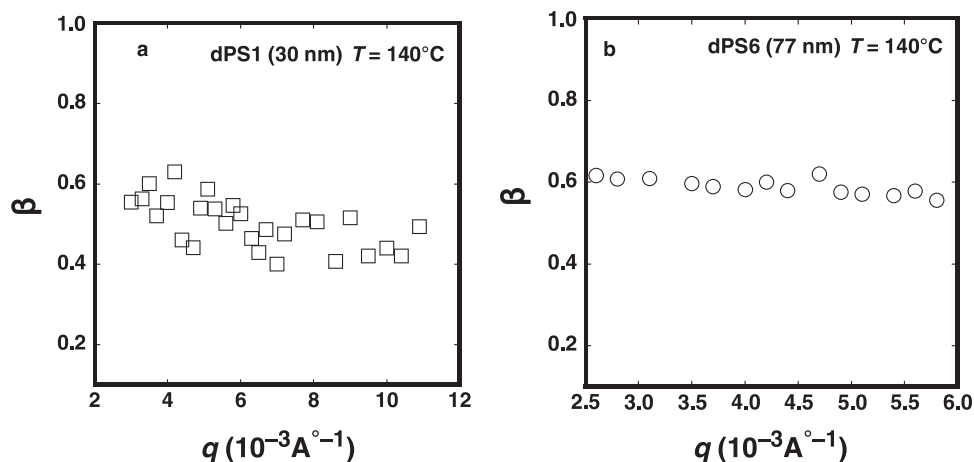 a
dPS1 (30 nm) T = 140°C
β
1.0
0.8
0.6
0.4
0.2
2 4 6 8 10 12
q (10⁻³A°⁻¹)
b
dPS6 (77 nm) T = 140°C
β
1.0
0.8
0.6
0.4
0.2
2.5 3.0 3.5 4.0 4.5 5.0 5.5 6.0
q (10⁻³A°⁻¹)